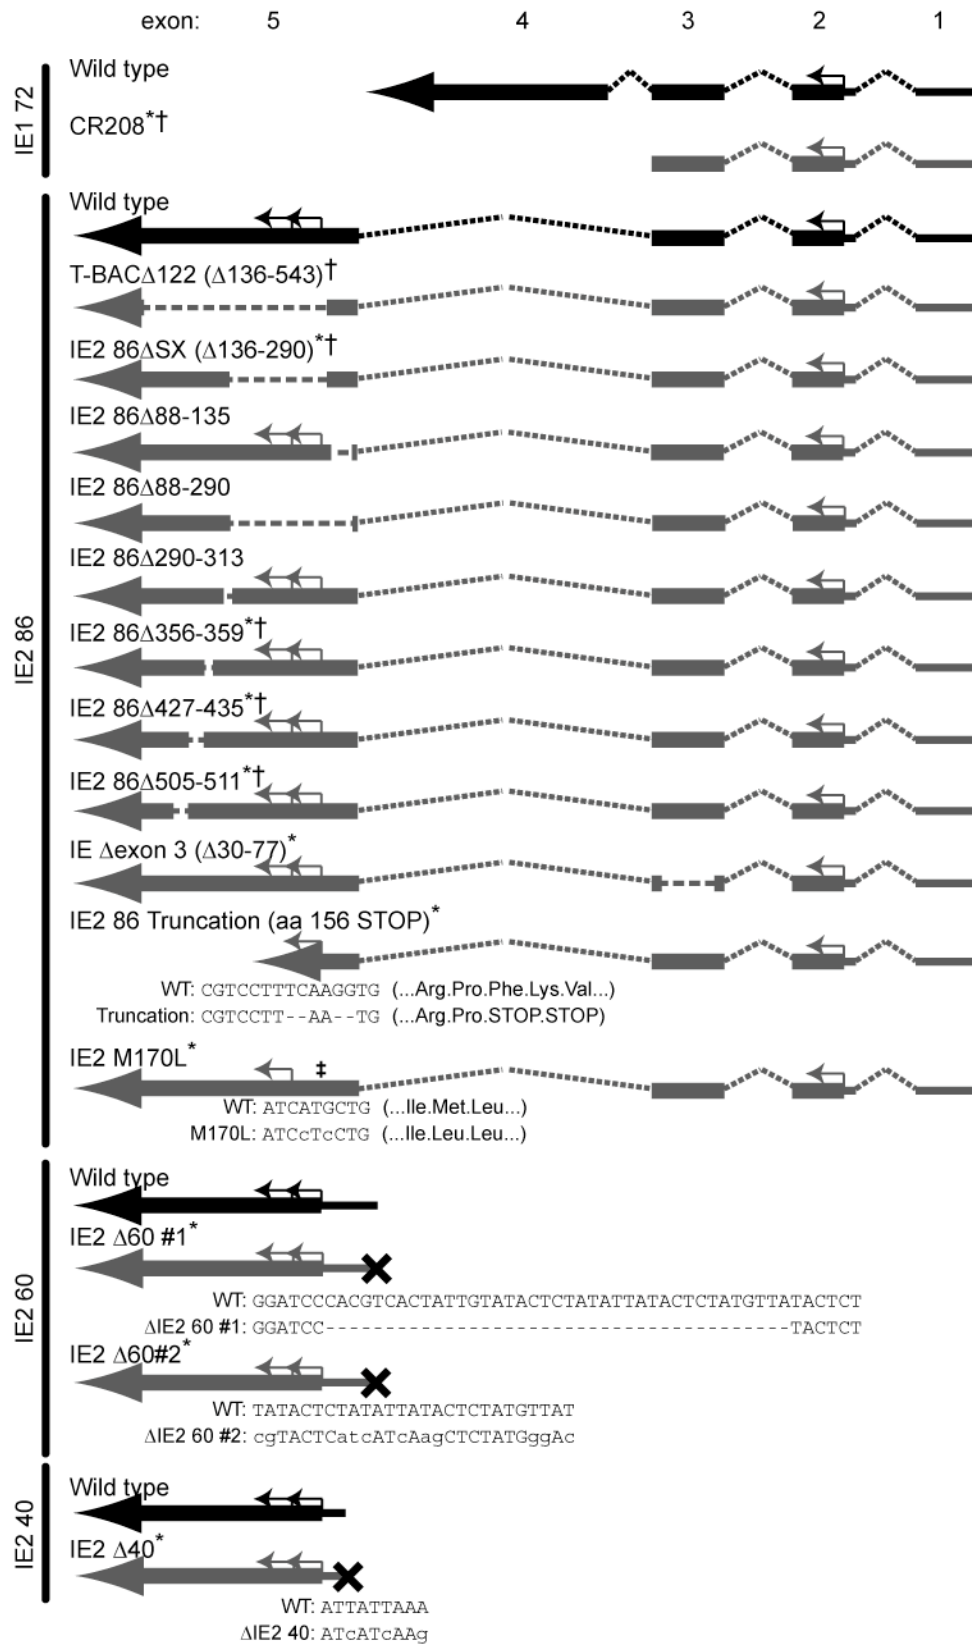 exon: 5 4 3 2 1
IE1 72
Wild type
CR208*†
IE2 86
Wild type
T-BACΔ122 (Δ136-543)†
IE2 86ΔSX (Δ136-290)*†
IE2 86Δ88-135
IE2 86Δ88-290
IE2 86Δ290-313
IE2 86Δ356-359*†
IE2 86Δ427-435*†
IE2 86Δ505-511*†
IE Δexon 3 (Δ30-77)*
IE2 86 Truncation (aa 156 STOP)*
WT: CGTCCTTTCAAGGTG (...Arg.Pro.Phe.Lys.Val...)
Truncation: CGTCCTT--AA--TG (...Arg.Pro.STOP.STOP)
IE2 M170L*
‡
WT: ATCATGCTG (...Ile.Met.Leu...)
M170L: ATCcTcCTG (...Ile.Leu.Leu...)
IE2 60
Wild type
IE2 Δ60 #1*
WT: GGATCCCACGTCACTATTGTATACTCTATATTATACTCTATGTTATACTCT
ΔIE2 60 #1: GGATCC---------------------------------------TACTCT
IE2 Δ60#2*
WT: TATACTCTATATTATACTCTATGTTAT
ΔIE2 60 #2: cgTACTCatcATcAagCTCTATGggAc
IE2 40
Wild type
IE2 Δ40*
WT: ATTATTAAA
ΔIE2 40: ATcATcAAg